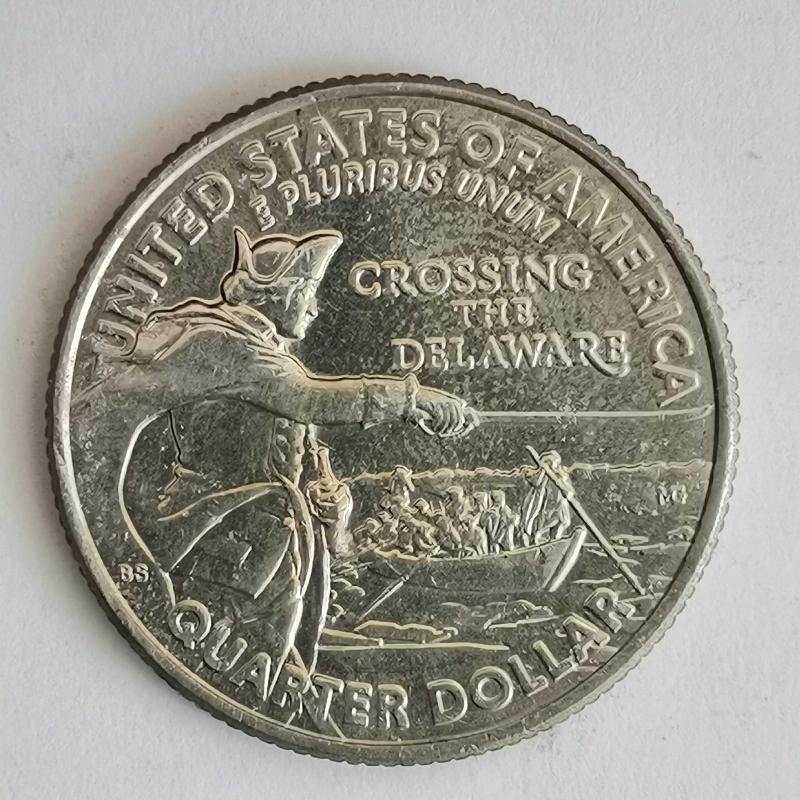 UNITED STATES OF AMERICA
E PLURIBUS UNUM
CROSSING
THE
DELAWARE
MG
BS
QUARTER DOLLAR